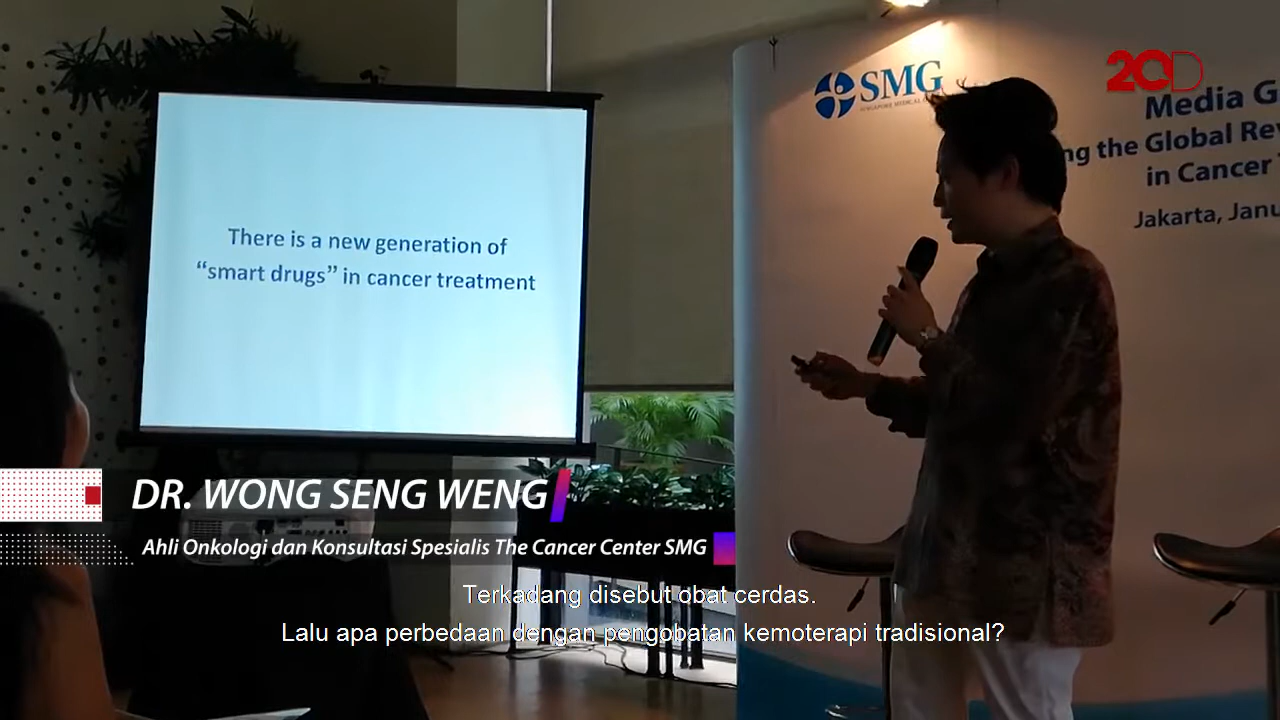 There is a new generation of
“smart drugs” in cancer treatment
SMG
20D
Media G
ng the Global Rev
in Cancer
Jakarta, Janu
DR. WONG SENG WENG
Ahli Onkologi dan Konsultasi Spesialis The Cancer Center SMG
Terkadang disebut obat cerdas.
Lalu apa perbedaan dengan pengobatan kemoterapi tradisional?